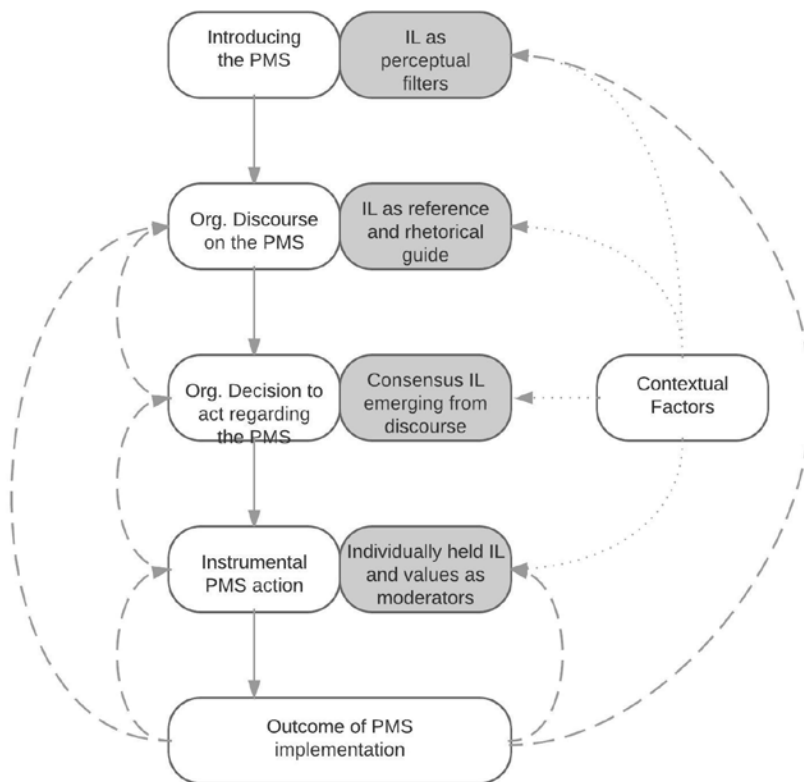 Introducing
the PMS
IL as
perceptual
filters
Org. Discourse
on the PMS
IL as reference
and rhetorical
guide
Org. Decision to
act regarding
the PMS
Consensus IL
emerging from
discourse
Contextual
Factors
Instrumental
PMS action
Individually held IL
and values as
moderators
Outcome of PMS
implementation